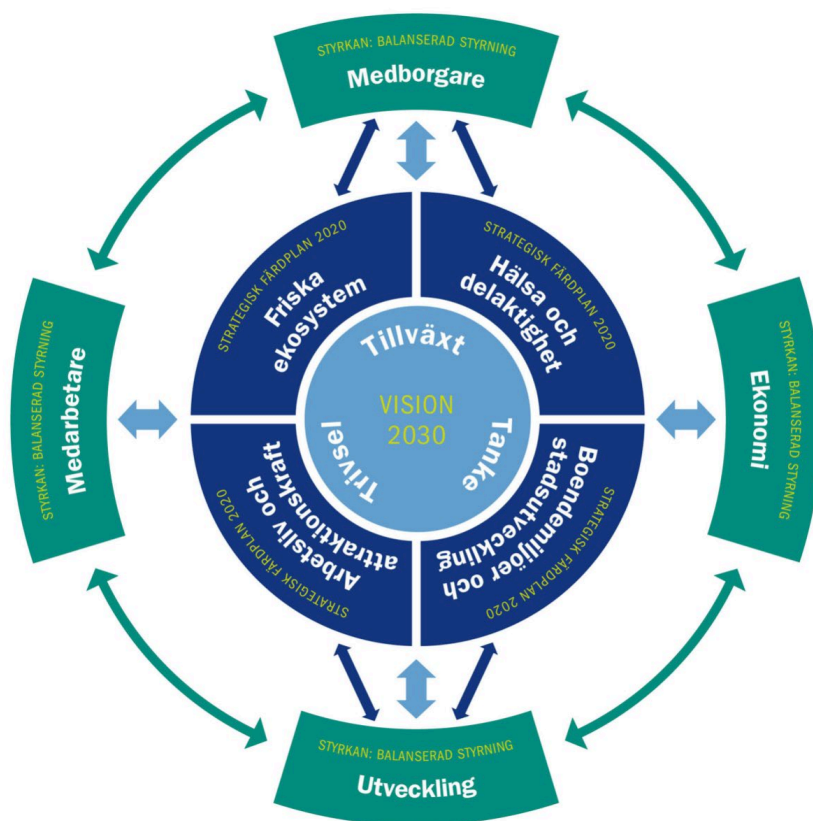 STYRKAN: BALANSERAD STYRNING
Medborgare
STRATEGISK FÄRDPLAN 2020
Friska
ekosystem
STRATEGISK FÄRDPLAN 2020
Hälsa och
delaktighet
STYRKAN: BALANSERAD STYRNING
Medarbetare
Tillväxt
VISION
2030
Trivsel
Tanke
STYRKAN: BALANSERAD STYRNING
Ekonomi
Arbetsliv och
attraktionskraft
STRATEGISK FÄRDPLAN 2020
Boendemiljöer och
stadsutveckling
STRATEGISK FÄRDPLAN 2020
STYRKAN: BALANSERAD STYRNING
Utveckling